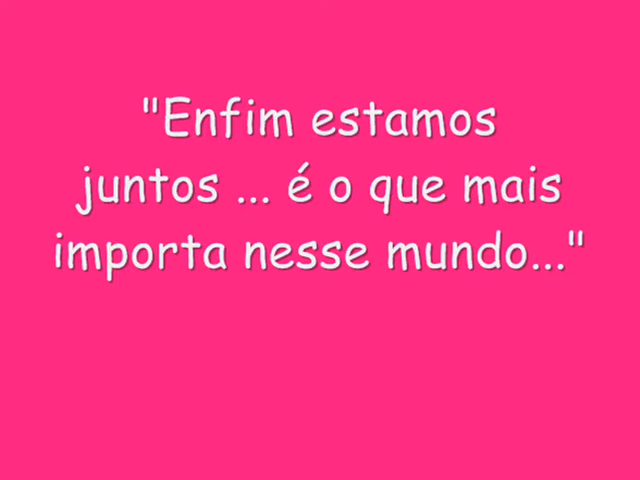 "Enfim estamos
juntos ... é o que mais
importa nesse mundo..."